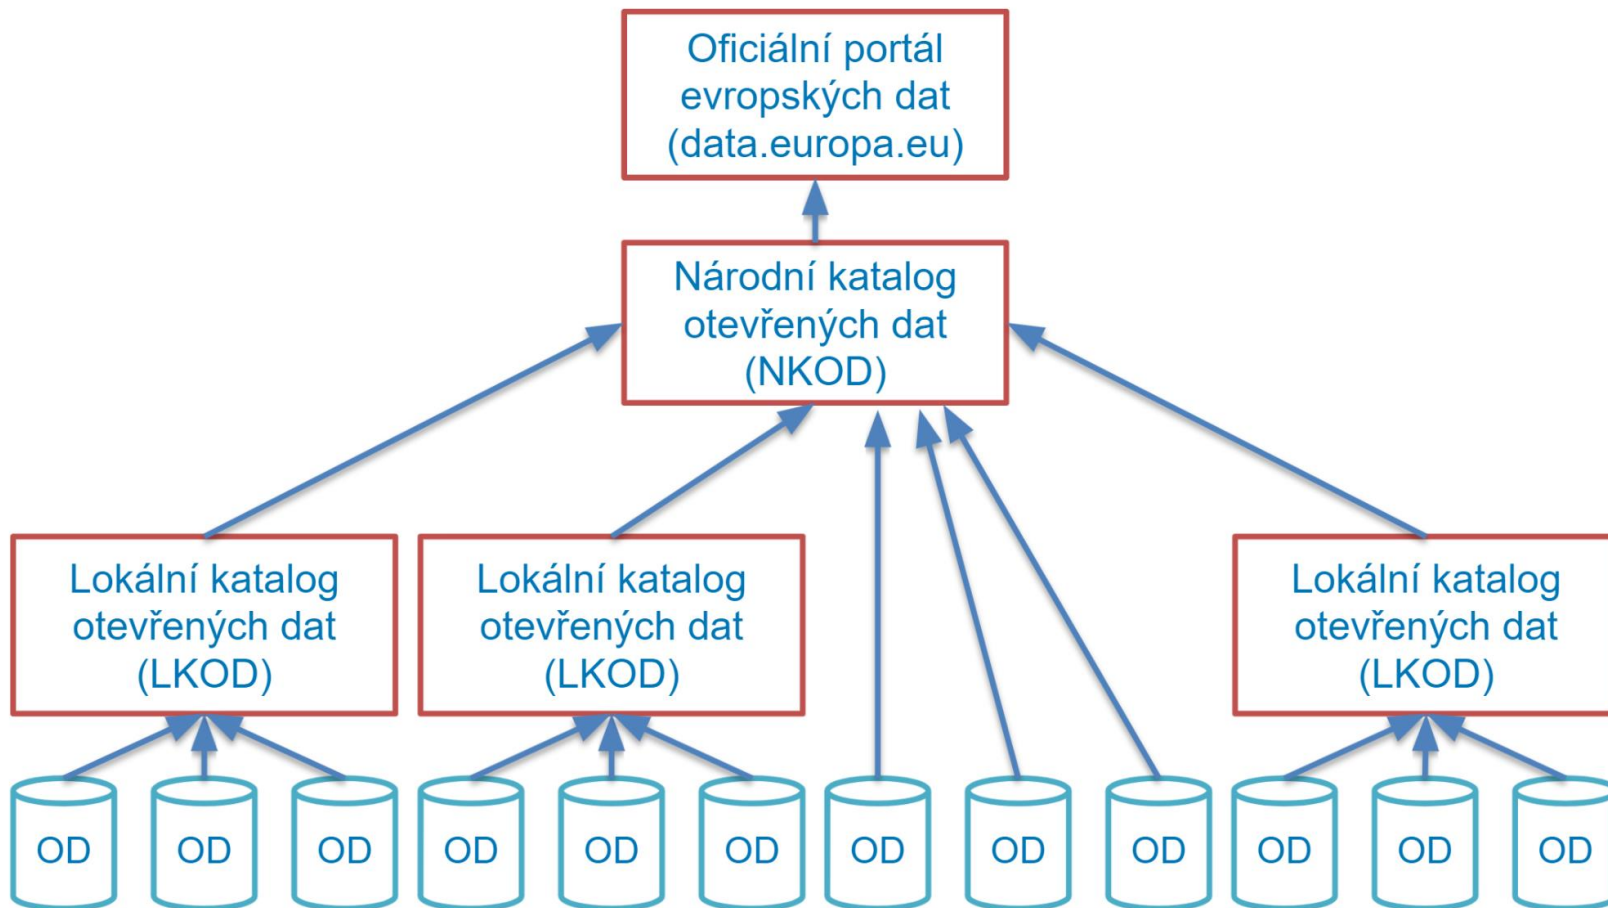 Oficiální portál
evropských dat
(data.europa.eu)
Národní katalog
otevřených dat
(NKOD)
Lokální katalog
otevřených dat
(LKOD)
Lokální katalog
otevřených dat
(LKOD)
Lokální katalog
otevřených dat
(LKOD)
OD
OD
OD
OD
OD
OD
OD
OD
OD
OD
OD
OD